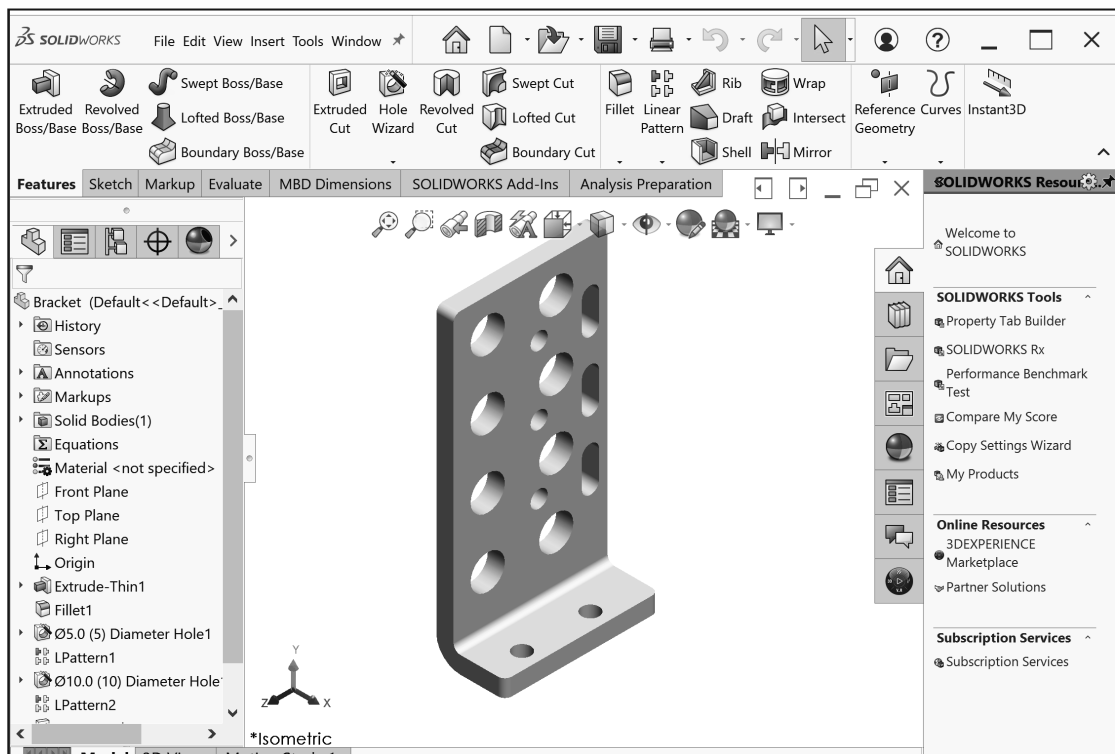 SOLIDWORKS File Edit View Insert Tools Window
Extruded Boss/Base
Revolved Boss/Base
Swept Boss/Base
Lofted Boss/Base
Boundary Boss/Base
Extruded Cut
Hole Wizard
Revolved Cut
Swept Cut
Lofted Cut
Boundary Cut
Fillet
Linear Pattern
Rib
Draft
Shell
Wrap
Intersect
Mirror
Reference Geometry
Curves
Instant3D
Features Sketch Markup Evaluate MBD Dimensions SOLIDWORKS Add-Ins Analysis Preparation
Bracket (Default<<Default>_
History
Sensors
Annotations
Markups
Solid Bodies(1)
Equations
Material <not specified>
Front Plane
Top Plane
Right Plane
Origin
Extrude-Thin1
Fillet1
Ø5.0 (5) Diameter Hole1
LPattern1
Ø10.0 (10) Diameter Hole
LPattern2
Y
Z
X
*Isometric
SOLIDWORKS Resour
Welcome to
SOLIDWORKS
SOLIDWORKS Tools
Property Tab Builder
SOLIDWORKS Rx
Performance Benchmark
Test
Compare My Score
Copy Settings Wizard
My Products
Online Resources
3DEXPERIENCE
Marketplace
Partner Solutions
Subscription Services
Subscription Services